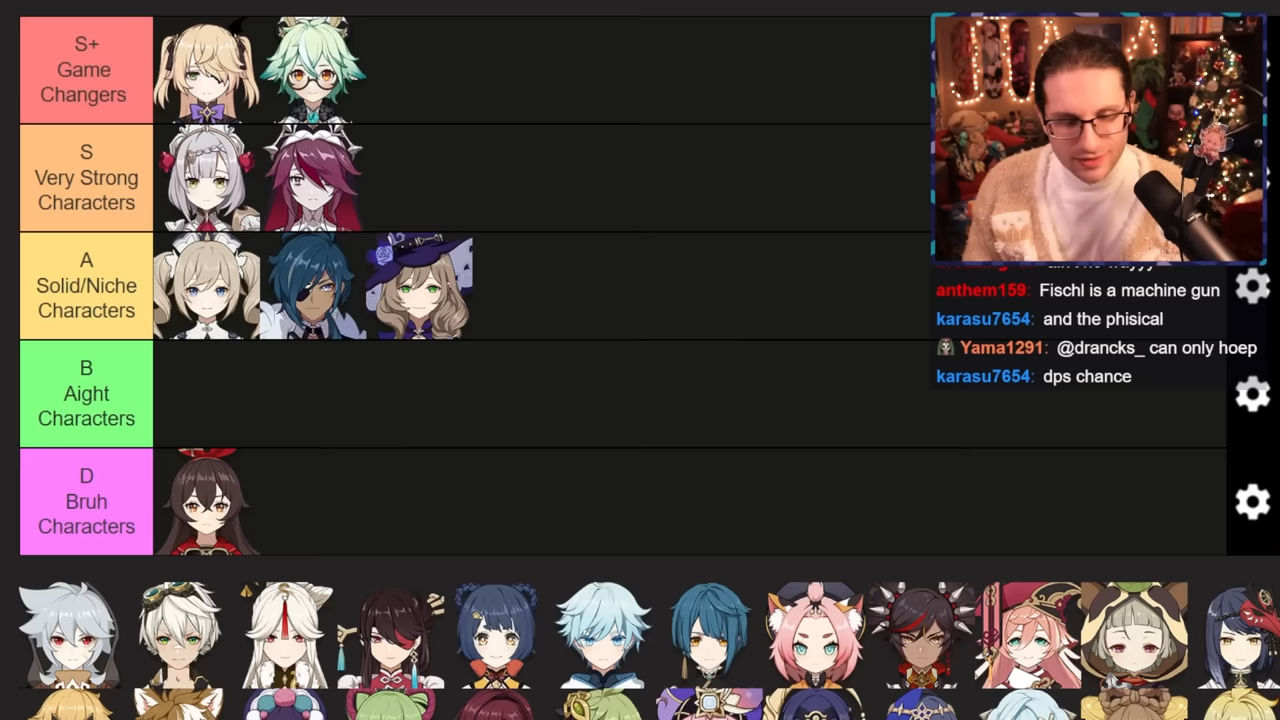 S+
Game
Changers
S
Very Strong
Characters
A
Solid/Niche
Characters
B
Aight
Characters
D
Bruh
Characters
anthem159: Fischl is a machine gun
karasu7654: and the phisical
Yama1291: @drancks_ can only hoep
karasu7654: dps chance